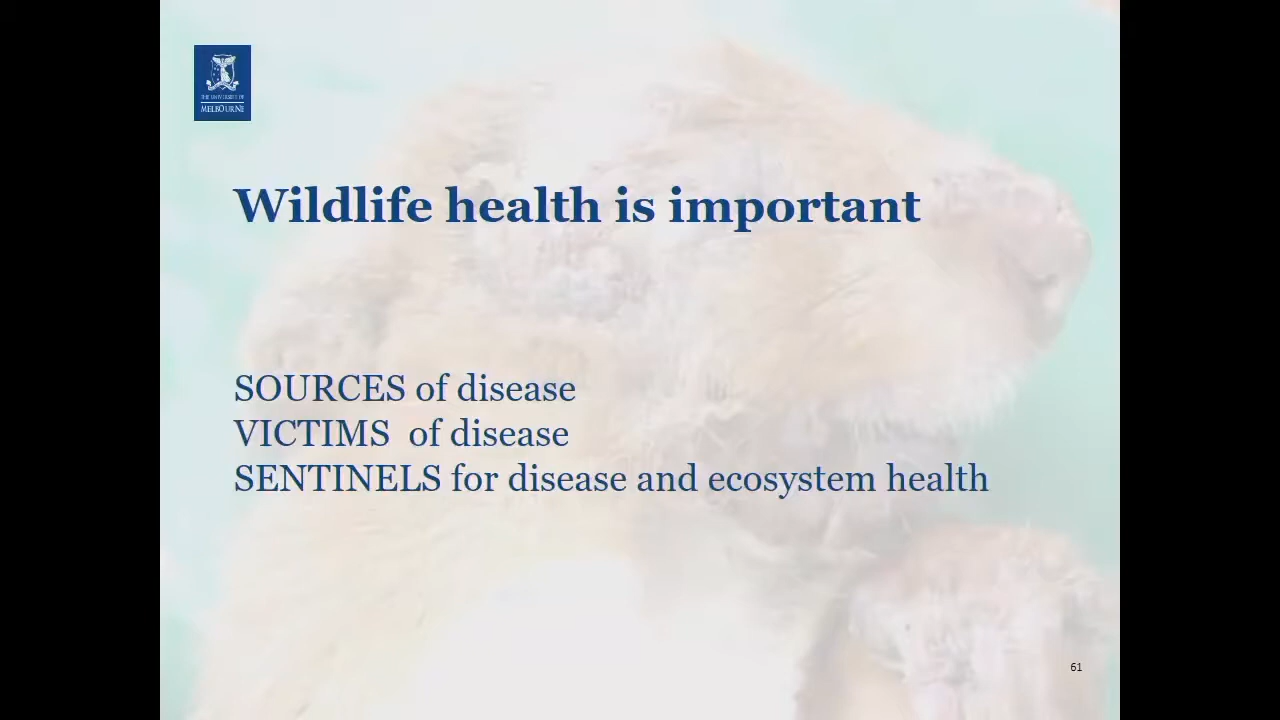 THE UNIVERSITY OF
MELBOURNE
Wildlife health is important
SOURCES of disease
VICTIMS  of disease
SENTINELS for disease and ecosystem health
61